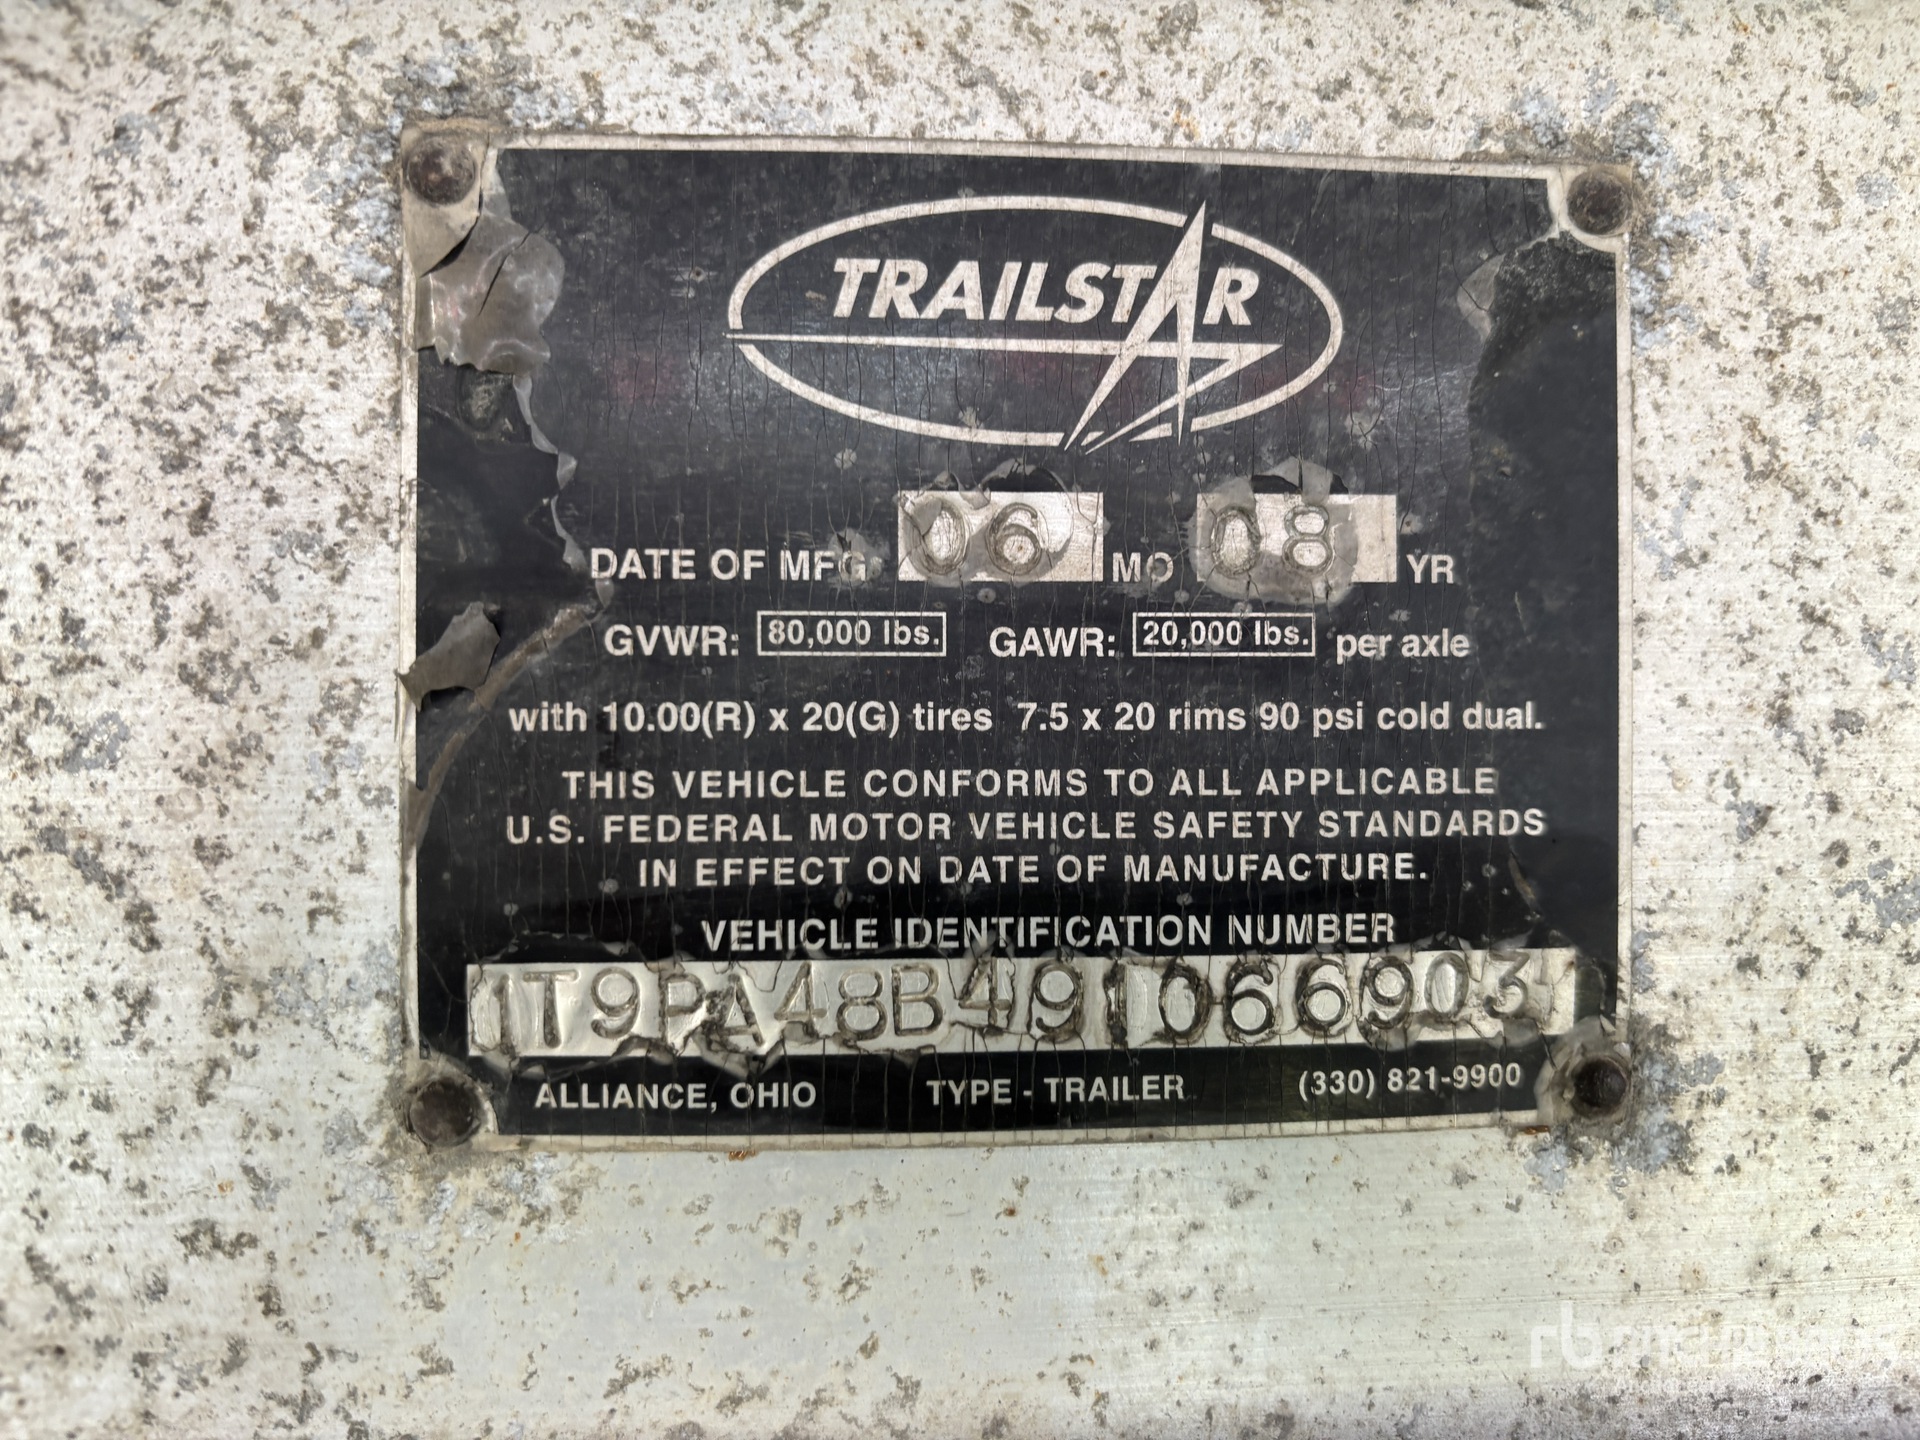 TRAILSTAR
DATE OF MFG 06 MO 08 YR
GVWR: 80,000 lbs. GAWR: 20,000 lbs. per axle
with 10.00(R) x 20(G) tires 7.5 x 20 rims 90 psi cold dual.
THIS VEHICLE CONFORMS TO ALL APPLICABLE
U.S. FEDERAL MOTOR VEHICLE SAFETY STANDARDS
IN EFFECT ON DATE OF MANUFACTURE.
VEHICLE IDENTIFICATION NUMBER
1T9PA48B491066903
ALLIANCE, OHIO TYPE - TRAILER (330) 821-9900
rb